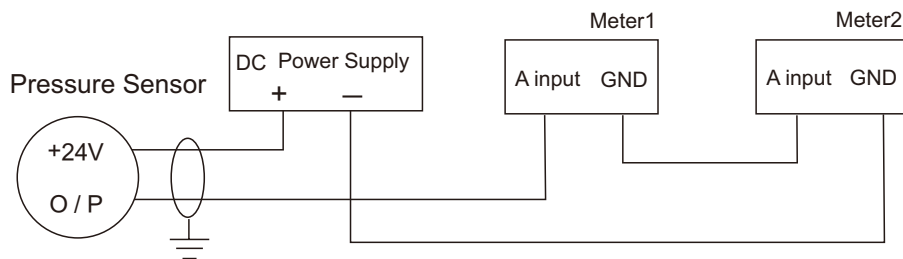 Meter1
Meter2
DC Power Supply
+ —
A input GND
A input GND
Pressure Sensor
+24V
O / P